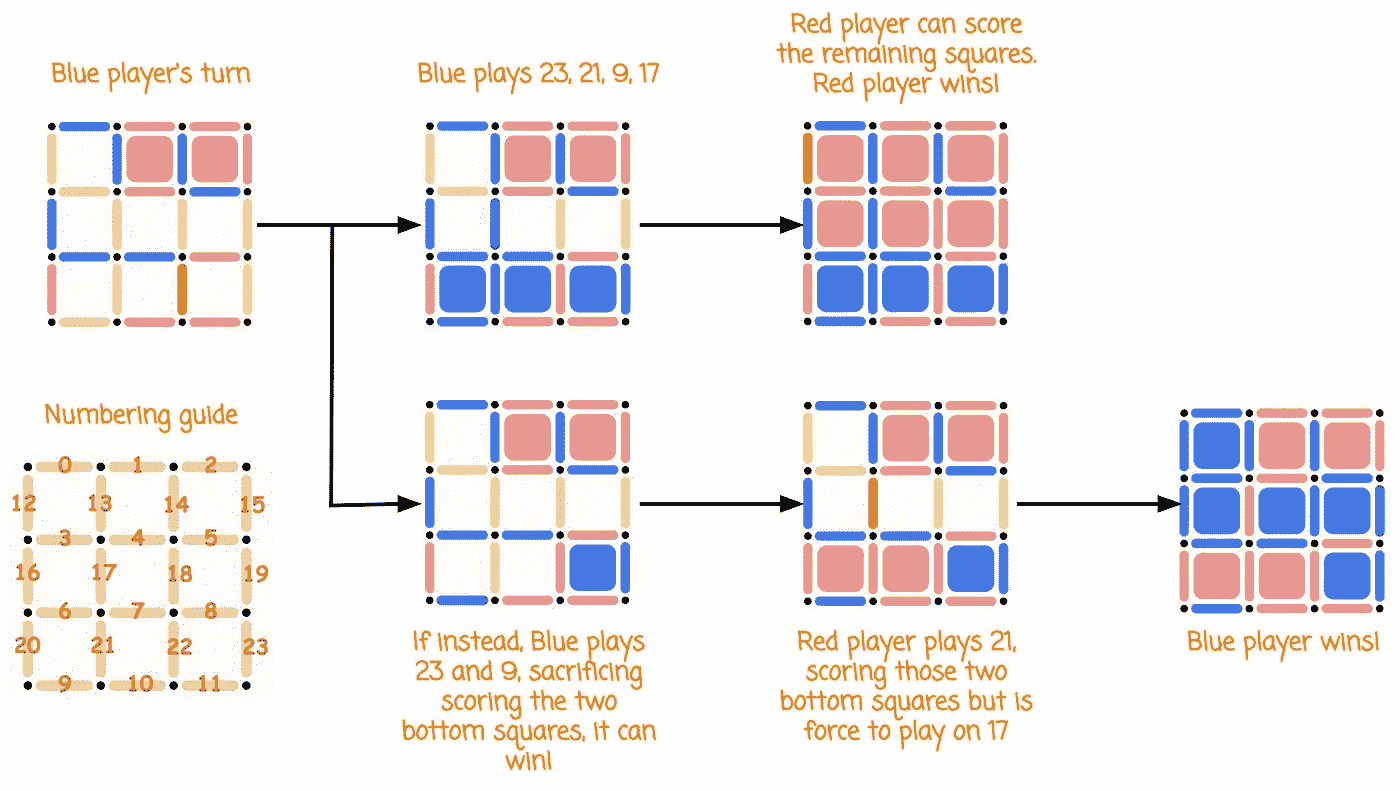 Blue player's turn
Blue plays 23, 21, 9, 17
Red player can score
the remaining squares.
Red player wins!
Numbering guide
0 1 2
12 13 14 15
3 4 5
16 17 18 19
6 7 8
20 21 22 23
9 10 11
If instead, Blue plays
23 and 9, sacrificing
scoring the two
bottom squares, it can
win!
Red player plays 21,
scoring those two
bottom squares but is
force to play on 17
Blue player wins!